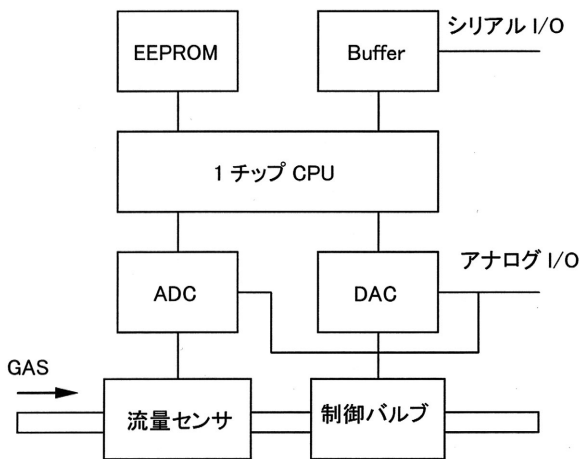 EEPROM
Buffer
シリアル I/O
1 チップ CPU
ADC
DAC
アナログ I/O
GAS
流量センサ
制御バルブ